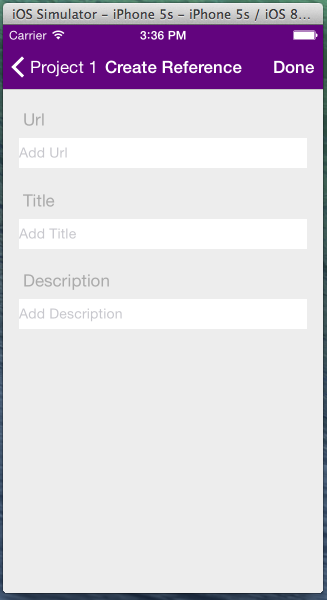 iOS Simulator – iPhone 5s – iPhone 5s / iOS 8...
Carrier 3:36 PM
Project 1 Create Reference Done
Url
Add Url
Title
Add Title
Description
Add Description